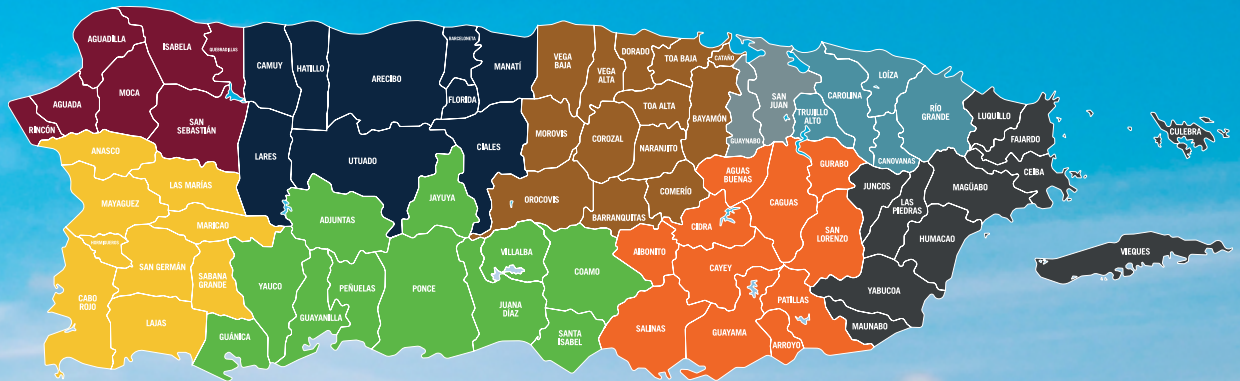 AGUADILLA
ISABELA
QUEBRADILLAS
MOCA
AGUADA
RINCÓN
SAN
SEBASTIÁN
CAMUY
HATILLO
ARECIBO
BARCELONETA
MANATÍ
FLORIDA
LARES
UTUADO
CIALES
VEGA
BAJA
VEGA
ALTA
DORADO
TOA BAJA
CATAÑO
TOA ALTA
BAYAMÓN
MOROVIS
COROZAL
NARANJITO
OROCOVIS
BARRANQUITAS
COMERÍO
GUAYNABO
SAN
JUAN
TRUJILLO
ALTO
CAROLINA
LOÍZA
RÍO
GRANDE
CANOVANAS
LUQUILLO
FAJARDO
CEIBA
CULEBRA
VIEQUES
JUNCOS
LAS
PIEDRAS
MAGÜABO
HUMACAO
YABUCOA
MAUNABO
AGUAS
BUENAS
GURABO
CAGUAS
SAN
LORENZO
CIDRA
AIBONITO
CAYEY
PATILLAS
SALINAS
GUAYAMA
ARROYO
ANASCO
LAS MARÍAS
MAYAGUEZ
MARICAO
SAN GERMÁN
SABANA
GRANDE
CABO
ROJO
LAJAS
ADJUNTAS
JAYUYA
YAUCO
GUAYANILLA
PEÑUELAS
PONCE
VILLALBA
COAMO
JUANA
DÍAZ
SANTA
ISABEL
GUÁNICA